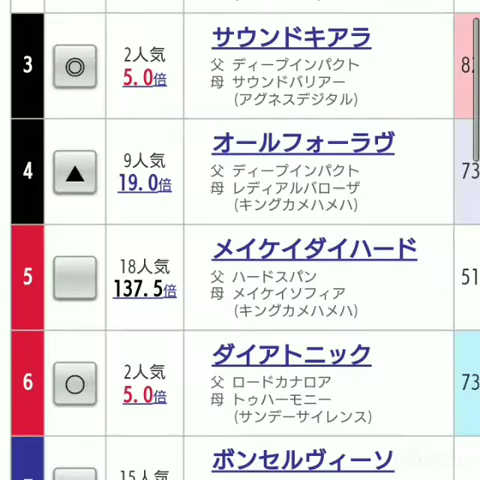 3
◎
2人気
5.0倍
サウンドキアラ
父 ディープインパクト
母 サウンドバリアー
(アグネスデジタル)
4
▲
9人気
19.0倍
オールフォーラヴ
父 ディープインパクト
母 レディアルバローザ
(キングカメハメハ)
73
5
18人気
137.5倍
メイケイダイハード
父 ハードスパン
母 メイケイソフィア
(キングカメハメハ)
51
6
○
2人気
5.0倍
ダイアトニック
父 ロードカナロア
母 トゥハーモニー
(サンデーサイレンス)
73
15人気
ボンセルヴィーソ